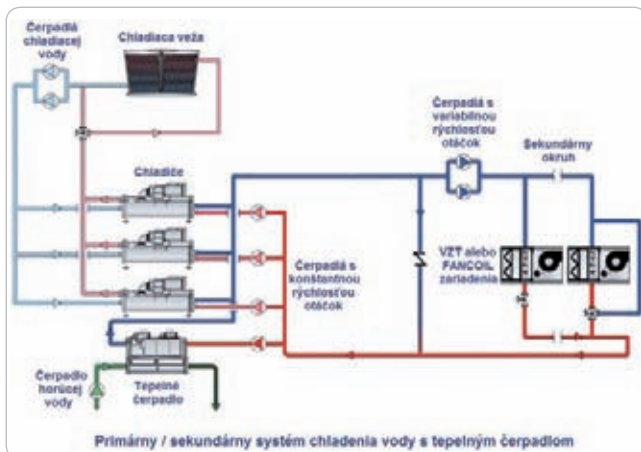 Čerpadlá
chladiacej
vody
Chladiaca veža
Čerpadlá s
variabilnou
rýchlosťou
otáčok
Sekundárny
okruh
Chladiče
Čerpadlá s
konštantnou
rýchlosťou
otáčok
VZT alebo
FANCOIL
zariadenia
Čerpadlo
horúcej
vody
Tepelné
čerpadlo
Primárny / sekundárny systém chladenia vody s tepelným čerpadlom